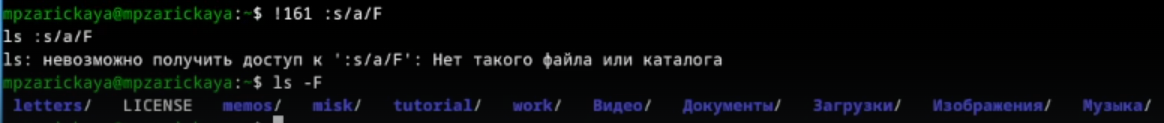 mpzarickaya@mpzarickaya:~$ !161 :s/a/F
ls :s/a/F
ls: невозможно получить доступ к ':s/a/F': Нет такого файла или каталога
mpzarickaya@mpzarickaya:~$ ls -F
letters/ LICENSE memos/ misk/ tutorial/ work/ Видео/ Документы/ Загрузки/ Изображения/ Музыка/